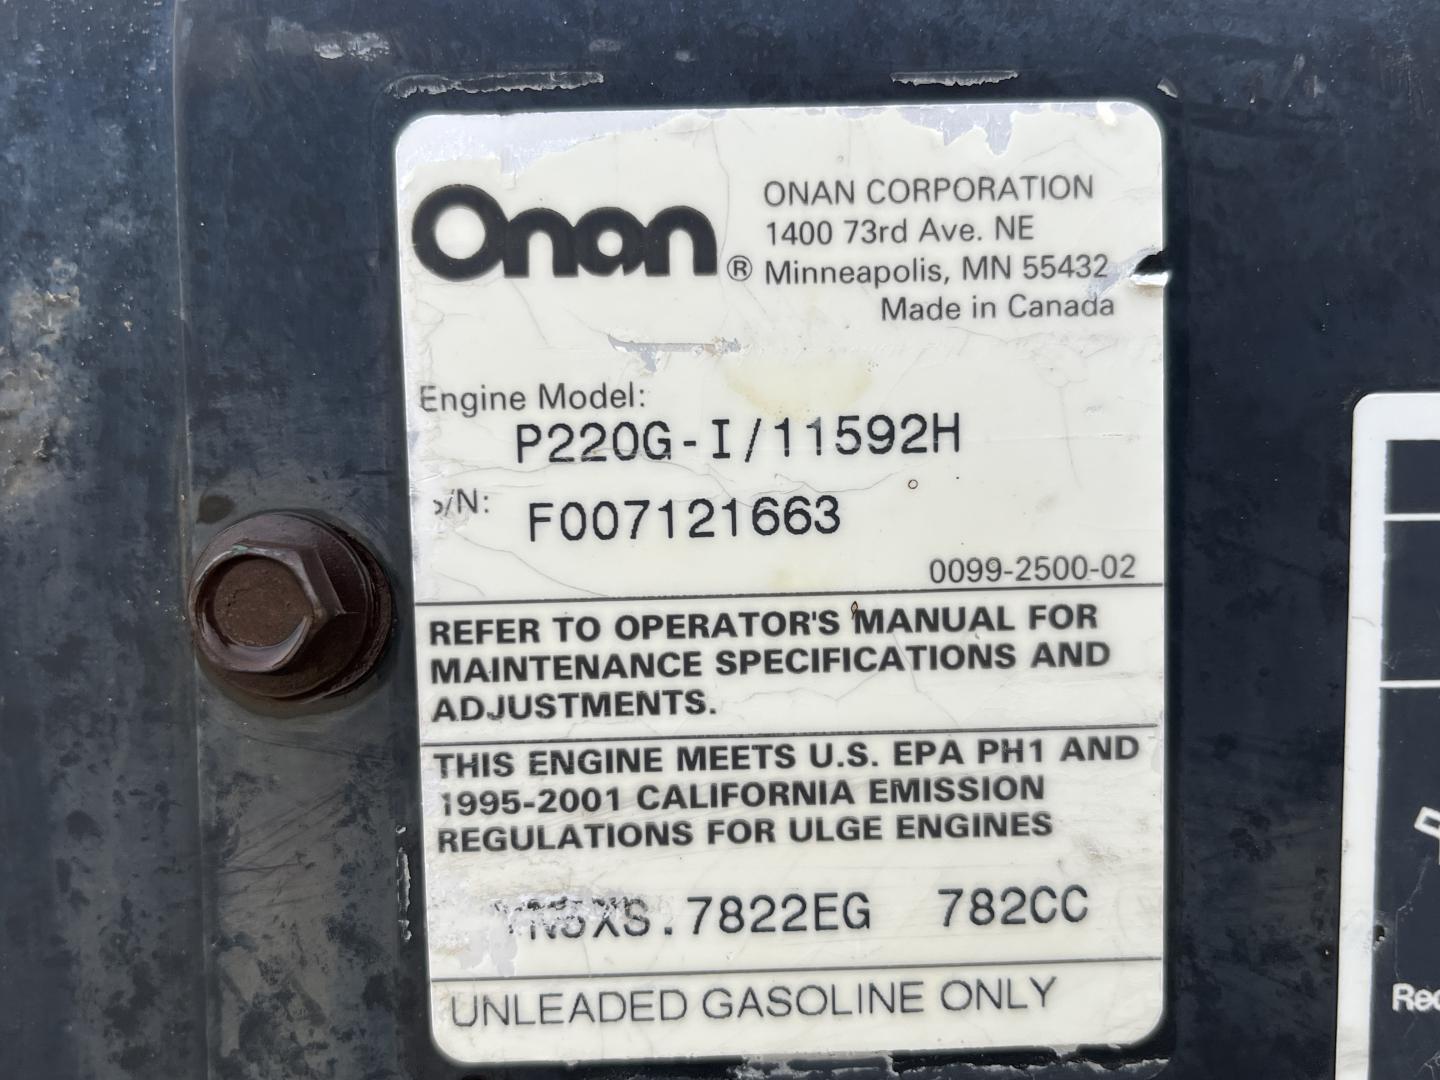 Onan®
ONAN CORPORATION
1400 73rd Ave. NE
Minneapolis, MN 55432
Made in Canada
Engine Model:
P220G-I/11592H
S/N: F007121663
0099-2500-02
REFER TO OPERATOR'S MANUAL FOR
MAINTENANCE SPECIFICATIONS AND
ADJUSTMENTS.
THIS ENGINE MEETS U.S. EPA PH1 AND
1995-2001 CALIFORNIA EMISSION
REGULATIONS FOR ULGE ENGINES
782CC
UNLEADED GASOLINE ONLY